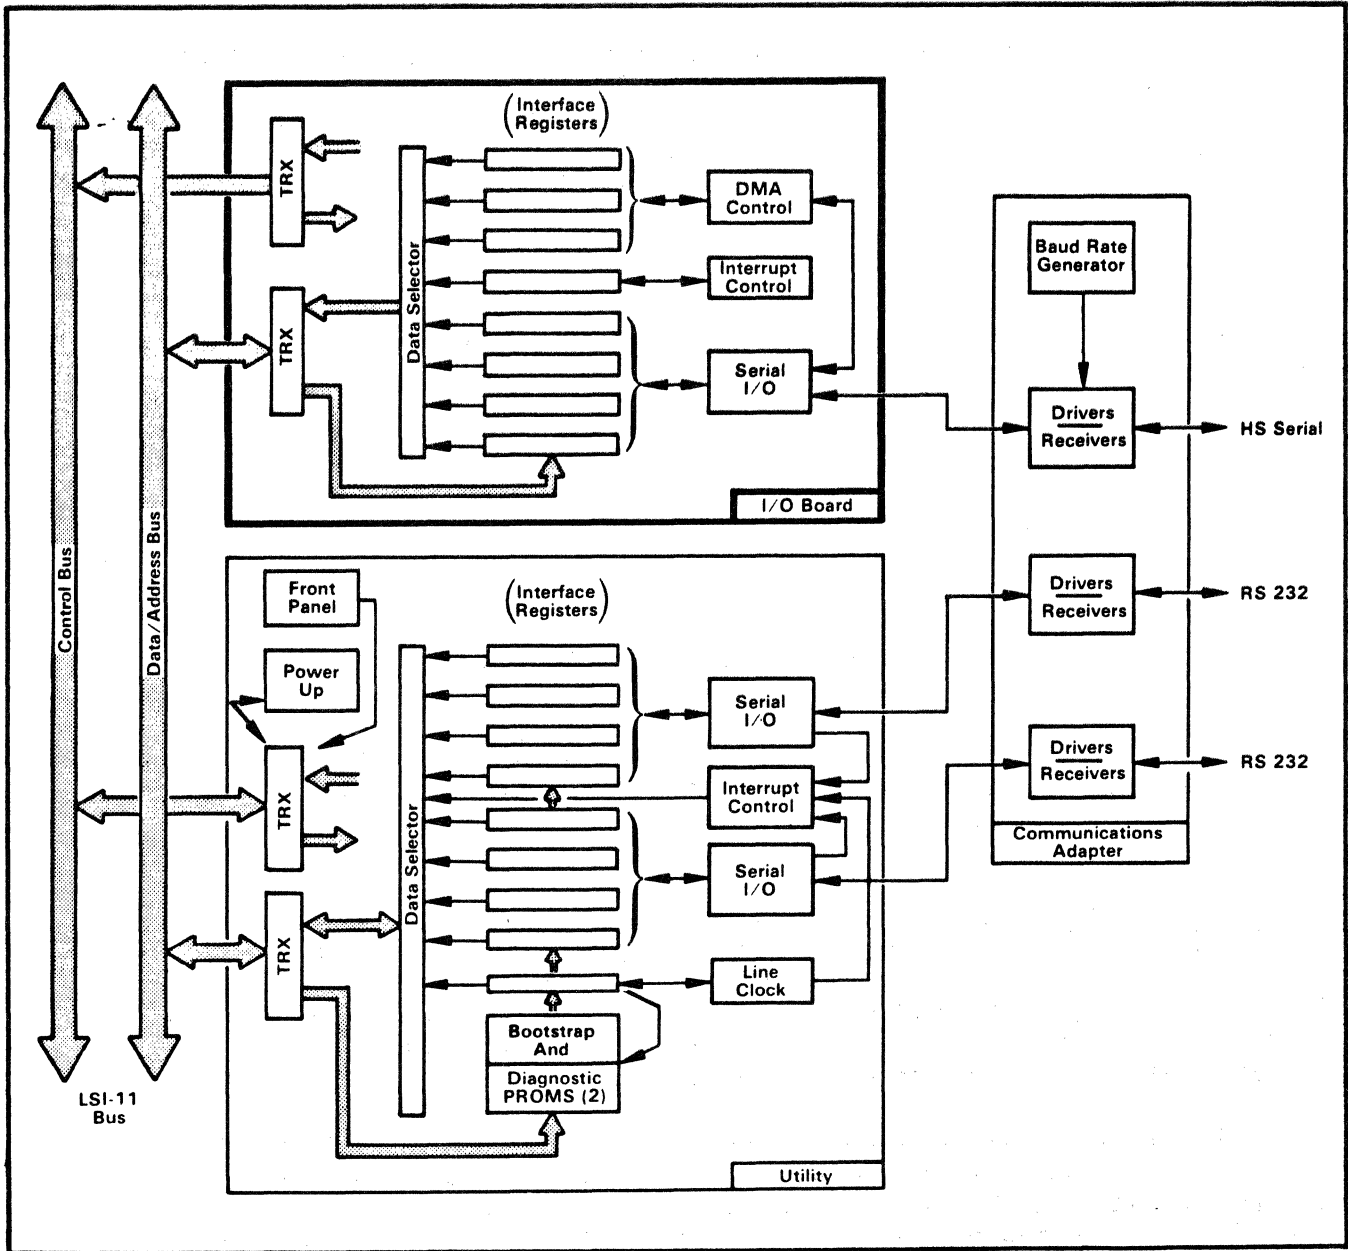 Control Bus
Data/Address Bus
LSI-11
Bus
TRX
TRX
Data Selector
(Interface
Registers)
DMA
Control
Interrupt
Control
Serial
I/O
I/O Board
Front
Panel
Power
Up
TRX
TRX
Data Selector
(Interface
Registers)
Serial
I/O
Interrupt
Control
Serial
I/O
Line
Clock
Bootstrap
And
Diagnostic
PROMS (2)
Utility
Baud Rate
Generator
Drivers
Receivers
HS Serial
Drivers
Receivers
RS 232
Drivers
Receivers
RS 232
Communications
Adapter